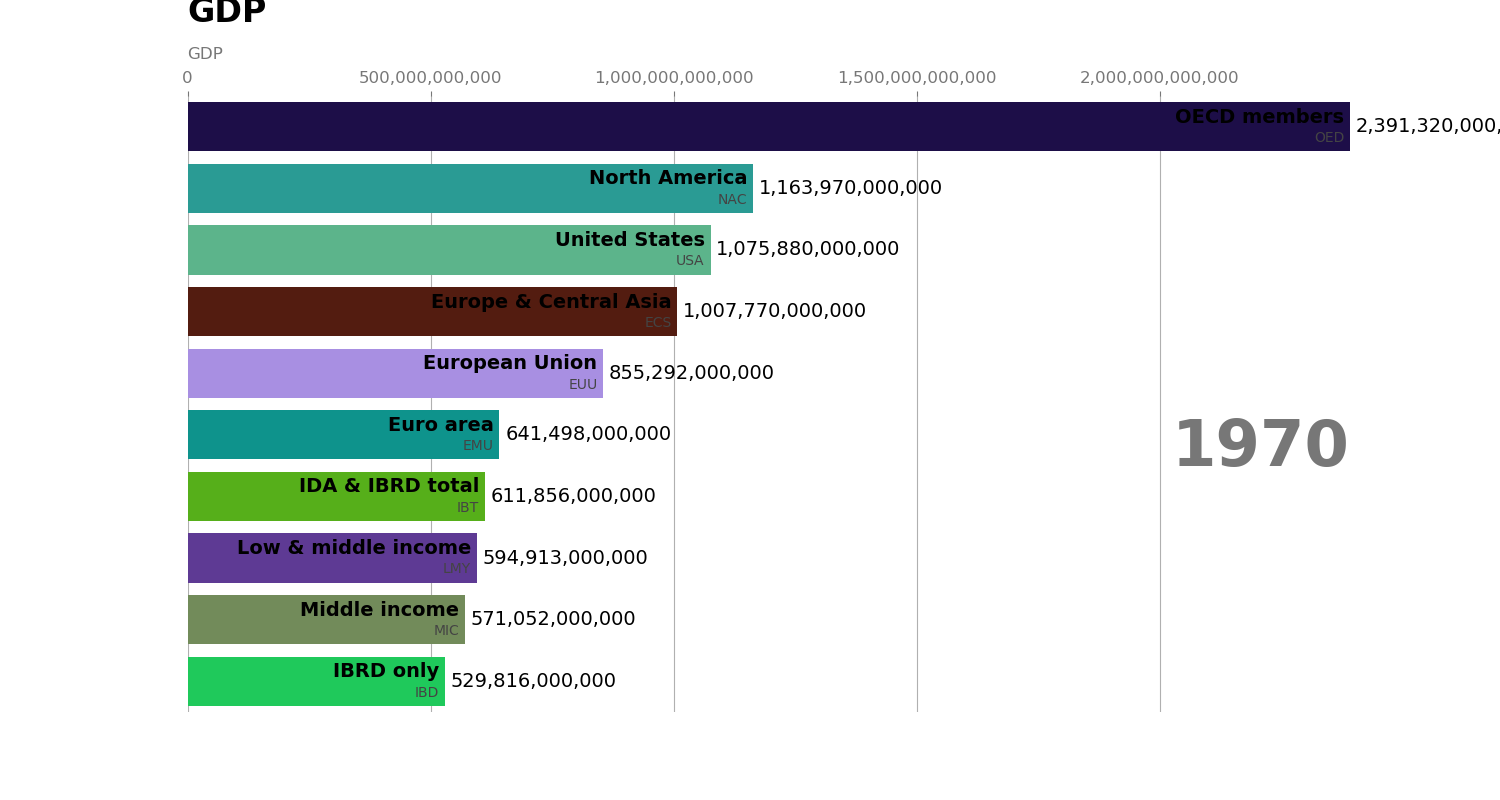 GDP
GDP
0 500,000,000,000 1,000,000,000,000 1,500,000,000,000 2,000,000,000,000
OECD members
OED
2,391,320,000,
North America
NAC
1,163,970,000,000
United States
USA
1,075,880,000,000
Europe & Central Asia
ECS
1,007,770,000,000
European Union
EUU
855,292,000,000
Euro area
EMU
641,498,000,000
IDA & IBRD total
IBT
611,856,000,000
Low & middle income
LMY
594,913,000,000
Middle income
MIC
571,052,000,000
IBRD only
IBD
529,816,000,000
1970